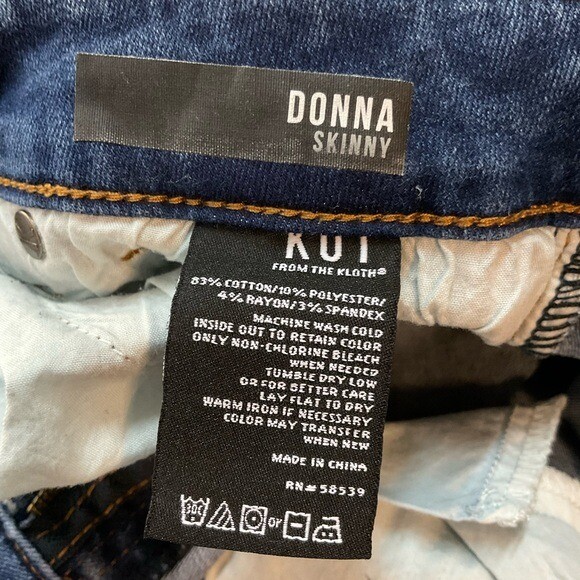 DONNA
SKINNY
KUT
FROM THE KLOTH®
83% COTTON/10% POLYESTER/
4% RAYON/3% SPANDEX
MACHINE WASH COLD
INSIDE OUT TO RETAIN COLOR
ONLY NON-CHLORINE BLEACH
WHEN NEEDED
TUMBLE DRY LOW
OR FOR BETTER CARE
LAY FLAT TO DRY
WARM IRON IF NECESSARY
COLOR MAY TRANSFER
WHEN NEW
MADE IN CHINA
RN# 58539
or